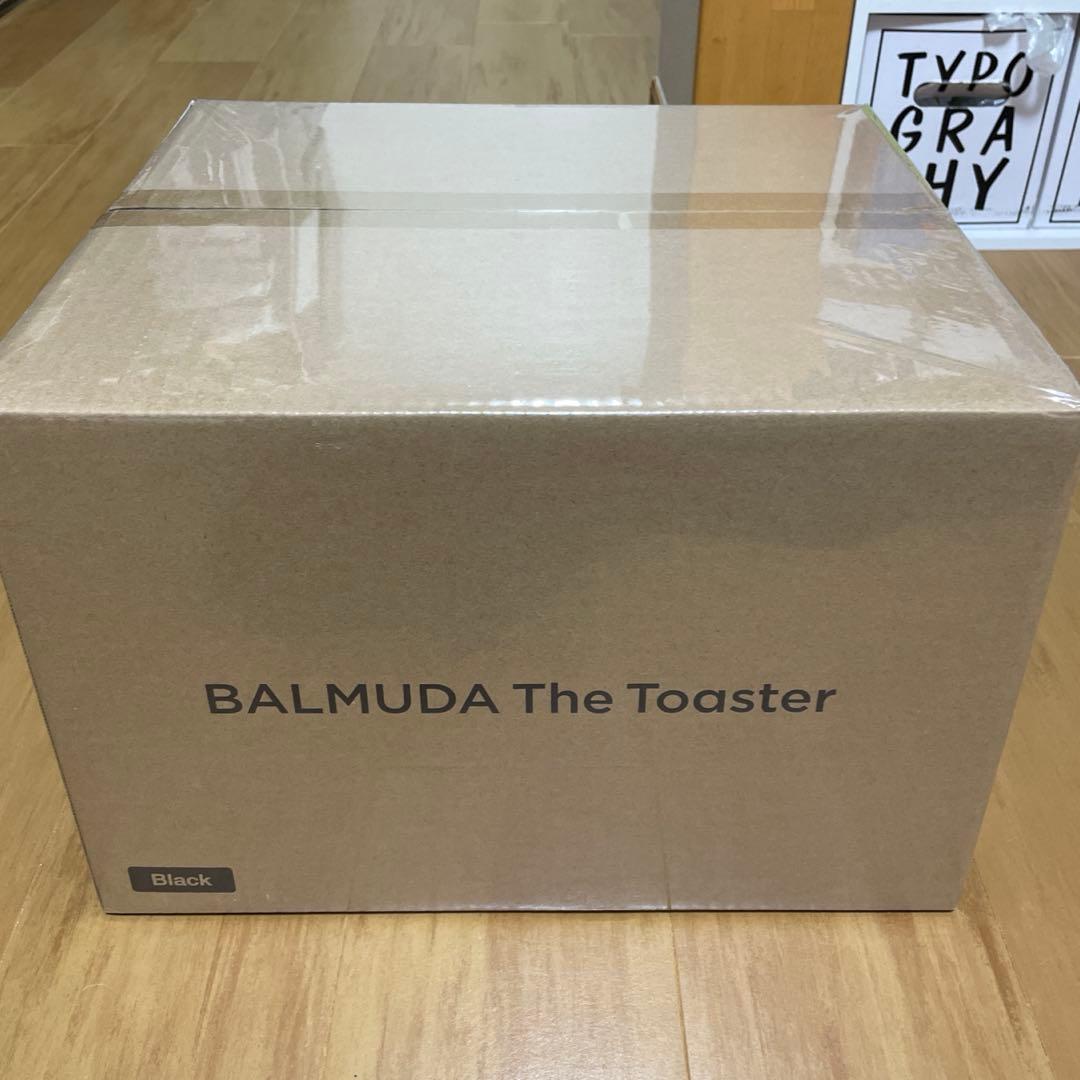 TYPO
GRA
HY
BALMUDA The Toaster
Black